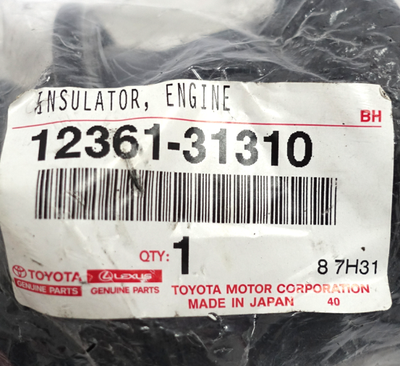 INSULATOR, ENGINE
BH
12361-31310
QTY: 1
8 7H31
TOYOTA GENUINE PARTS
LEXUS GENUINE PARTS
TOYOTA MOTOR CORPORATION
MADE IN JAPAN 40